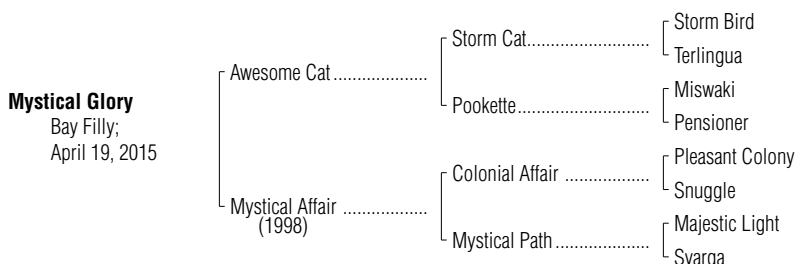 Mystical Glory
Bay Filly;
April 19, 2015
Awesome Cat
Mystical Affair
(1998)
Storm Cat
Pookette
Colonial Affair
Mystical Path
Storm Bird
Terlingua
Miswaki
Pensioner
Pleasant Colony
Snuggle
Majestic Light
Svarga